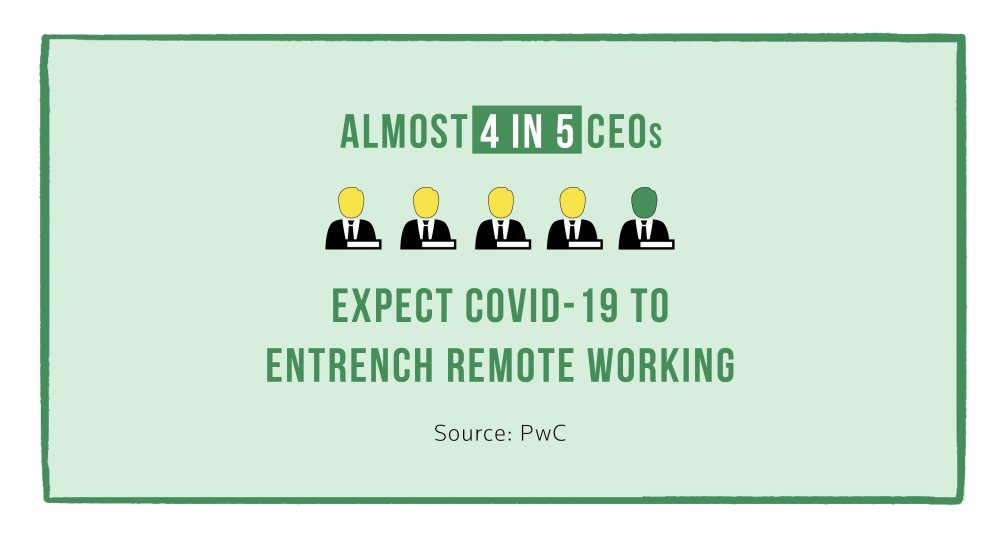 ALMOST 4 IN 5 CEOs
EXPECT COVID-19 TO
ENTRENCH REMOTE WORKING
Source: PwC